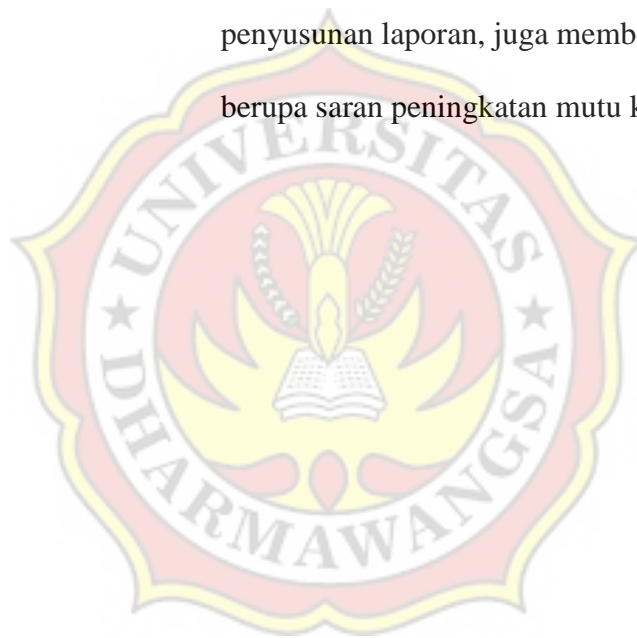 penyusunan laporan, juga memb
berupa saran peningkatan mutu k
UNIVERSITAS
DHARMAWANGSA